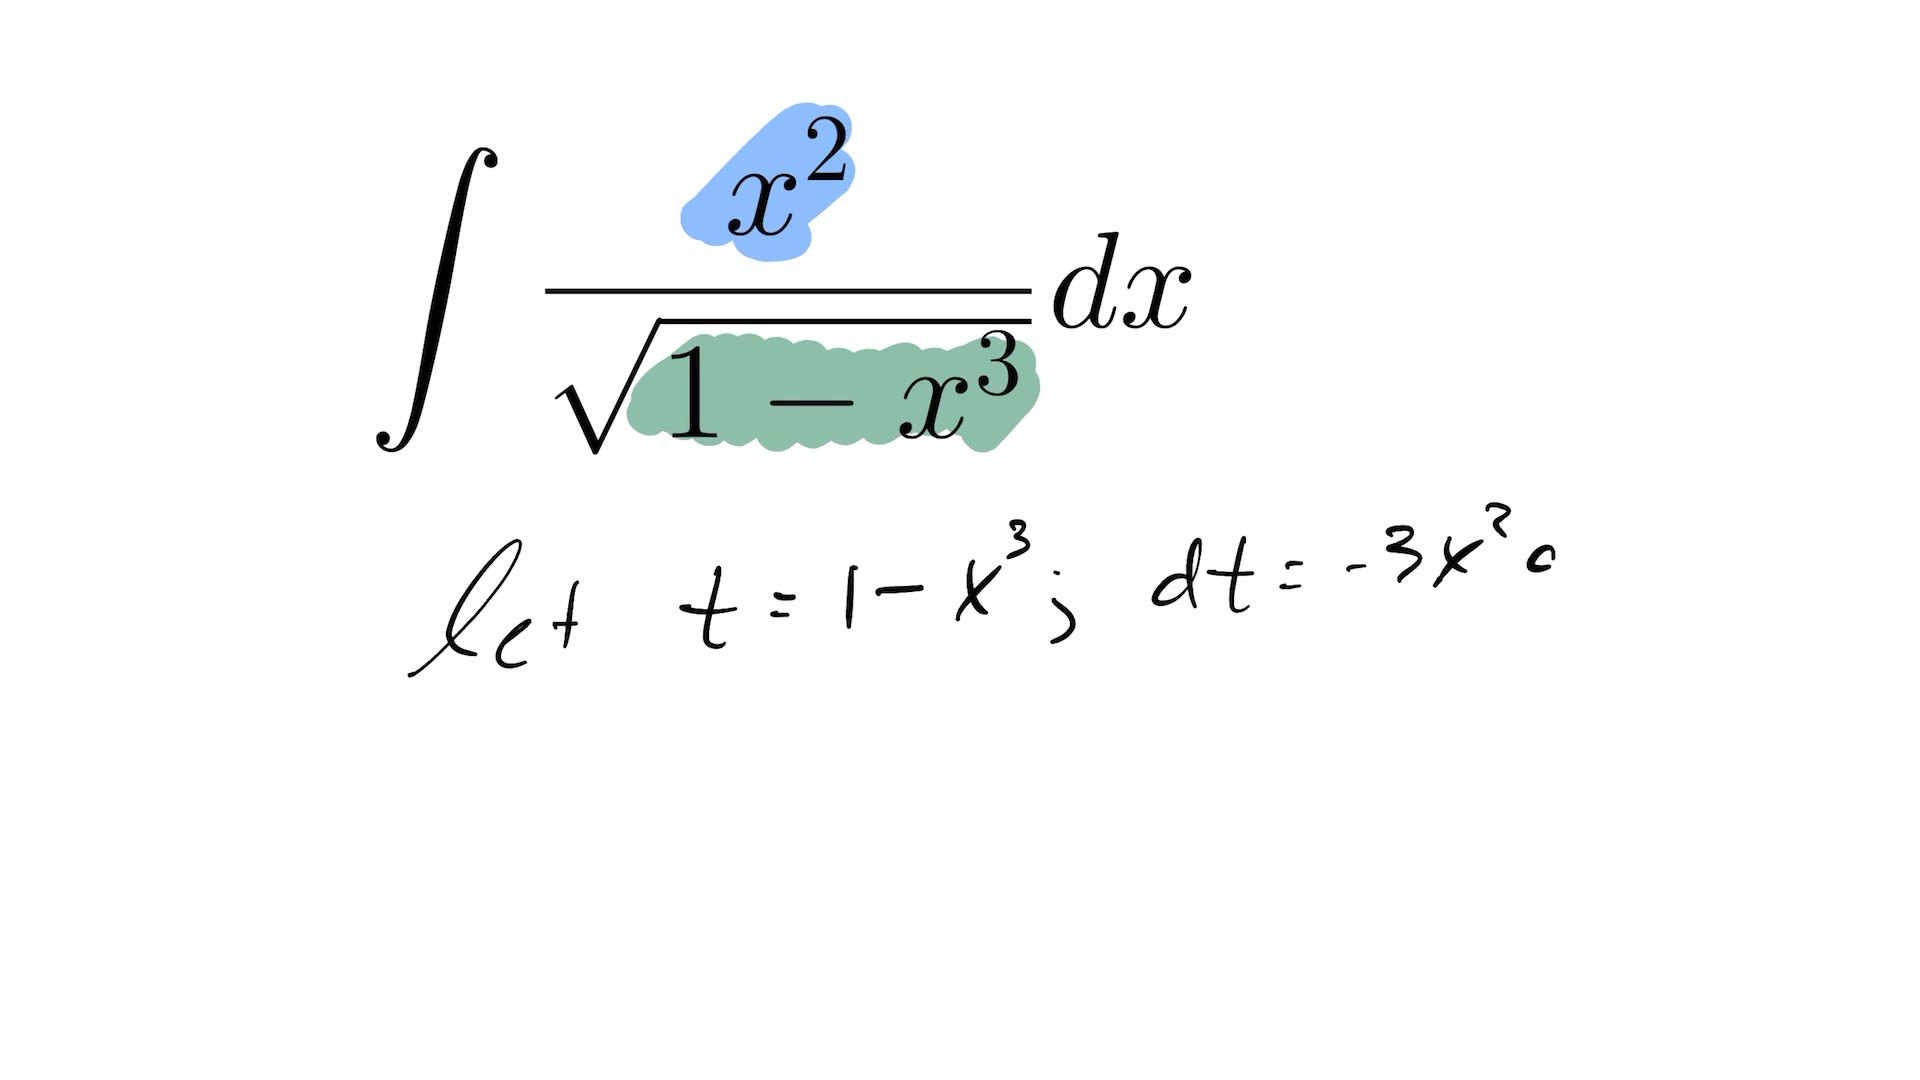 ∫ x² / √(1 − x³) dx
let t = 1 − x³; dt = -3x² c